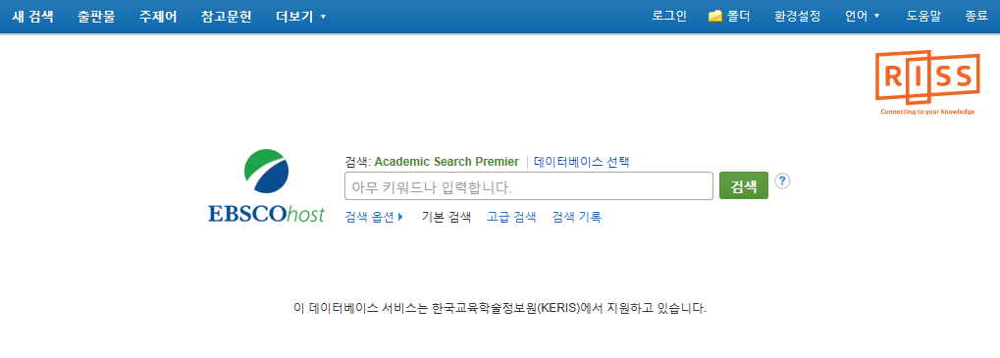 새 검색 출판물 주제어 참고문헌 더보기 로그인 폴더 환경설정 언어 도움말 종료
RISS
Connecting to your Knowledge
검색: Academic Search Premier 데이터베이스 선택
아무 키워드나 입력합니다. 검색 ?
EBSCOhost
검색 옵션 기본 검색 고급 검색 검색 기록
이 데이터베이스 서비스는 한국교육학술정보원(KERIS)에서 지원하고 있습니다.